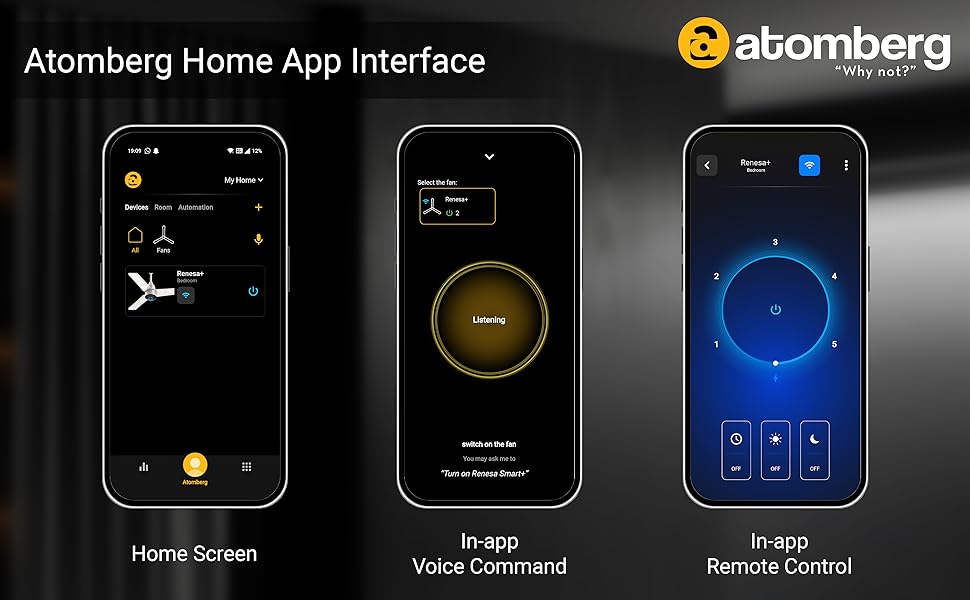 Atomberg Home App Interface
atomberg
“Why not?”
19:09
12%
My Home
Devices Room Automation
All
Fans
Renesa+
Bedroom
Atomberg
Home Screen
Select the fan:
Renesa+
2
Listening
switch on the fan
You may ask me to
“Turn on Renesa Smart+”
In-app
Voice Command
Renesa+
Bedroom
3
2
4
1
5
OFF
OFF
OFF
In-app
Remote Control